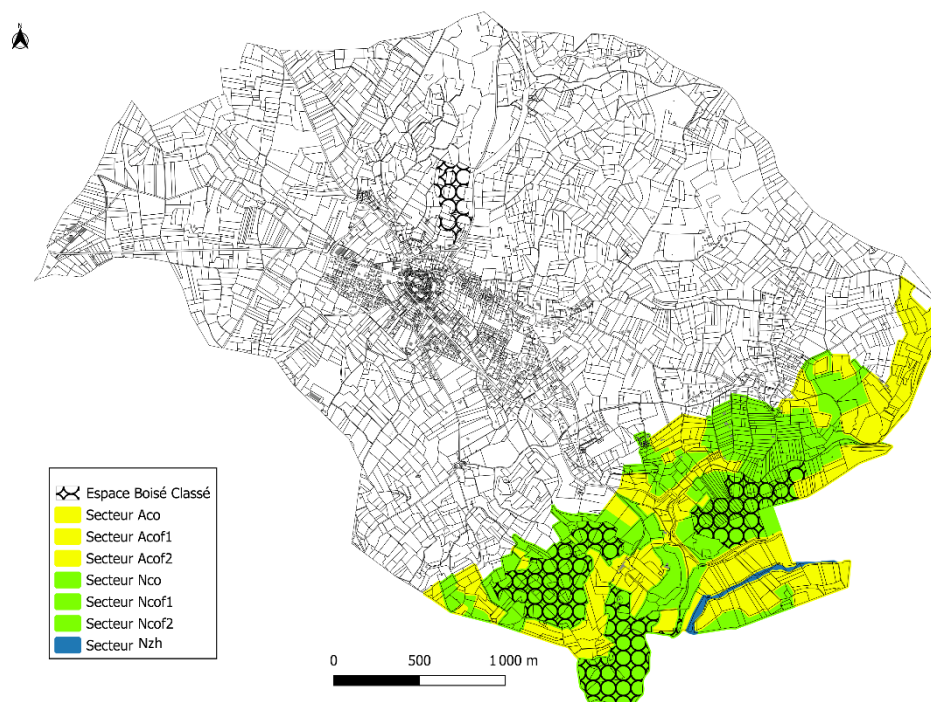 N
Espace Boisé Classé
Secteur Aco
Secteur Acof1
Secteur Acof2
Secteur Nco
Secteur Ncof1
Secteur Ncof2
Secteur Nzh
0 500 1 000 m